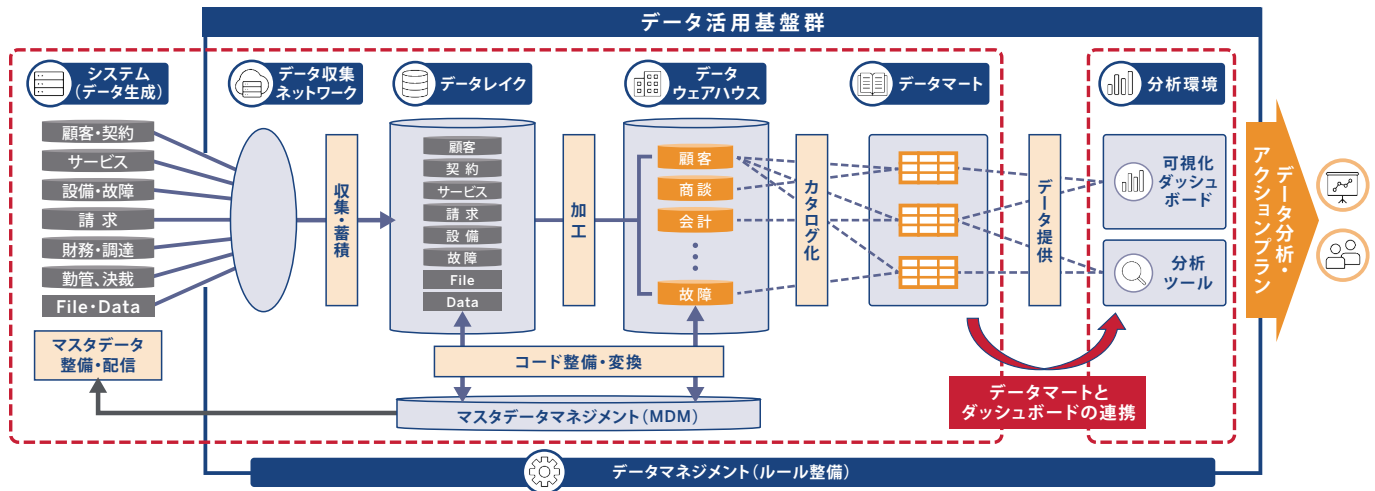 データ活用基盤群
システム
(データ生成)
データ収集
ネットワーク
データレイク
データ
ウェアハウス
データマート
分析環境
顧客・契約
サービス
設備・故障
請求
財務・調達
勤管、決裁
File・Data
マスタデータ
整備・配信
収集・蓄積
顧客
契約
サービス
請求
設備
故障
File
Data
加工
顧客
商談
会計
故障
カタログ化
データ提供
可視化
ダッシュ
ボード
分析
ツール
データ分析・
アクションプラン
コード整備・変換
マスタデータマネジメント(MDM)
データマートと
ダッシュボードの連携
データマネジメント(ルール整備)